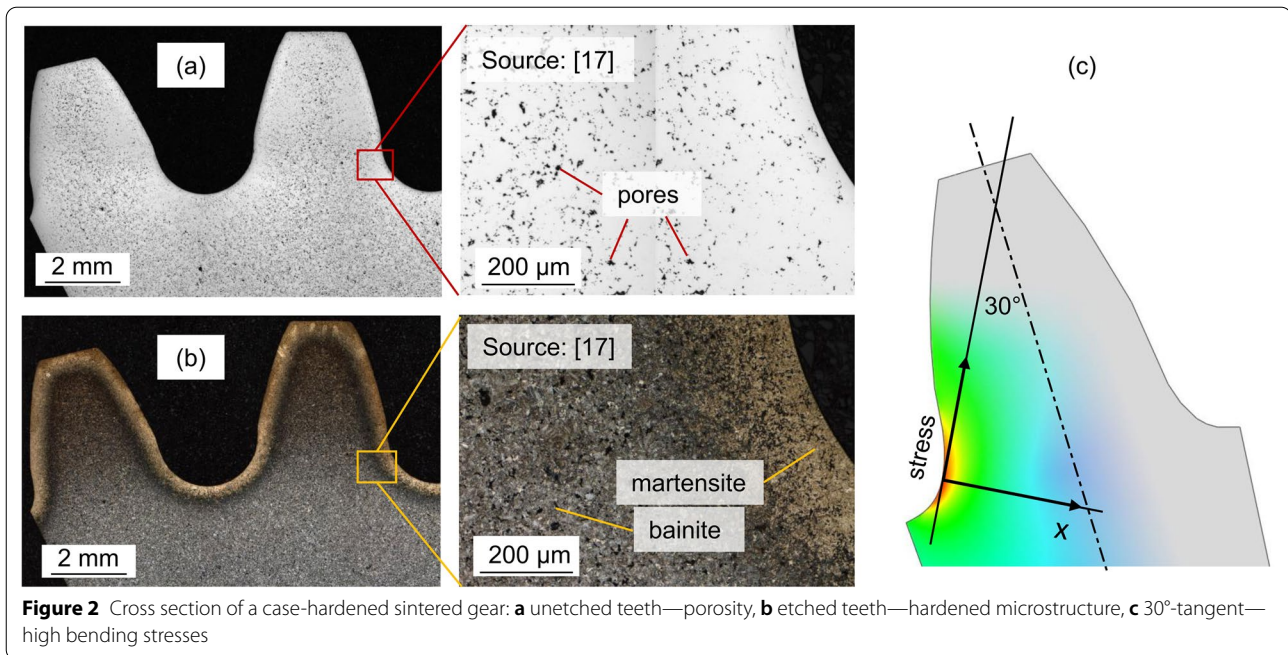 (a)
2 mm
Source: [17]
pores
200 µm
(b)
2 mm
Source: [17]
martensite
bainite
200 µm
(c)
30°
stress
x
Figure 2 Cross section of a case-hardened sintered gear: a unetched teeth—porosity, b etched teeth—hardened microstructure, c 30°-tangent—
high bending stresses